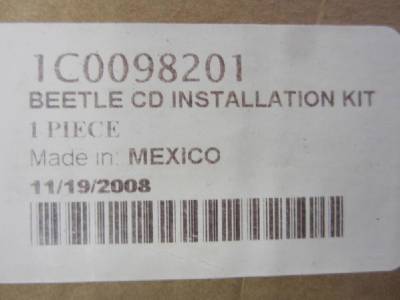 1C0098201
BEETLE CD INSTALLATION KIT
1 PIECE
Made in: MEXICO
11/19/2008